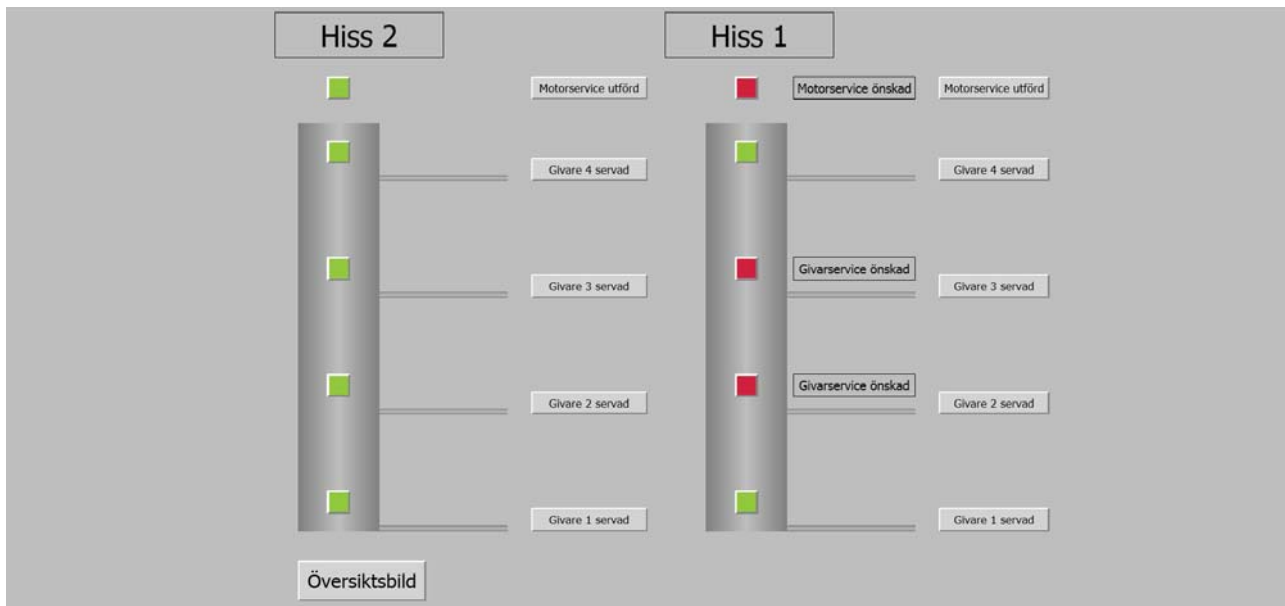 Hiss 2
Hiss 1
Motorservice utförd
Motorservice önskad
Motorservice utförd
Givare 4 servad
Givare 4 servad
Givarservice önskad
Givare 3 servad
Givare 3 servad
Givarservice önskad
Givare 2 servad
Givare 2 servad
Givare 1 servad
Givare 1 servad
Översiktsbild